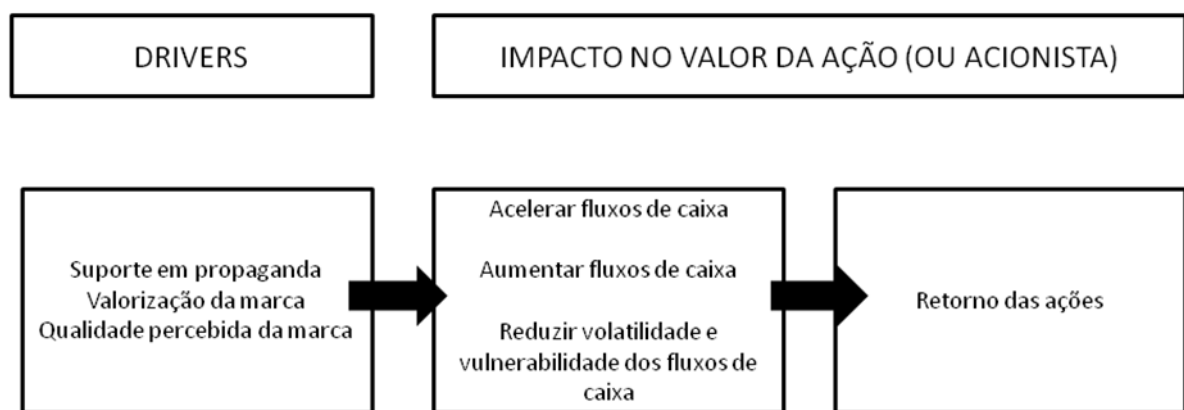 DRIVERS
IMPACTO NO VALOR DA AÇÃO (OU ACIONISTA)
Suporte em propaganda
Valorização da marca
Qualidade percebida da marca
Acelerar fluxos de caixa
Aumentar fluxos de caixa
Reduzir volatilidade e
vulnerabilidade dos fluxos de
caixa
Retorno das ações